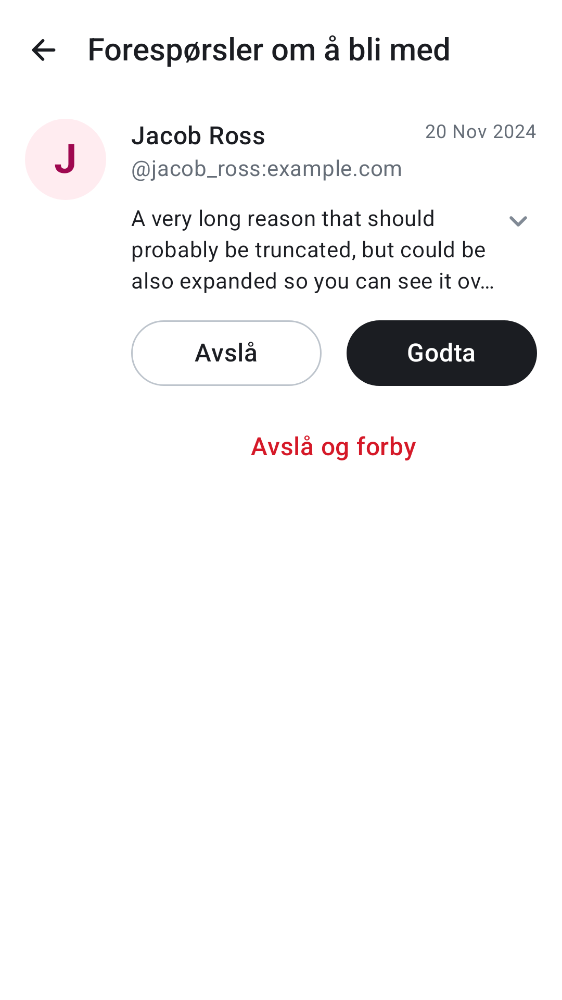 Forespørsler om å bli med
J
Jacob Ross
20 Nov 2024
@jacob_ross:example.com
A very long reason that should
probably be truncated, but could be
also expanded so you can see it ov…
Avslå
Godta
Avslå og forby